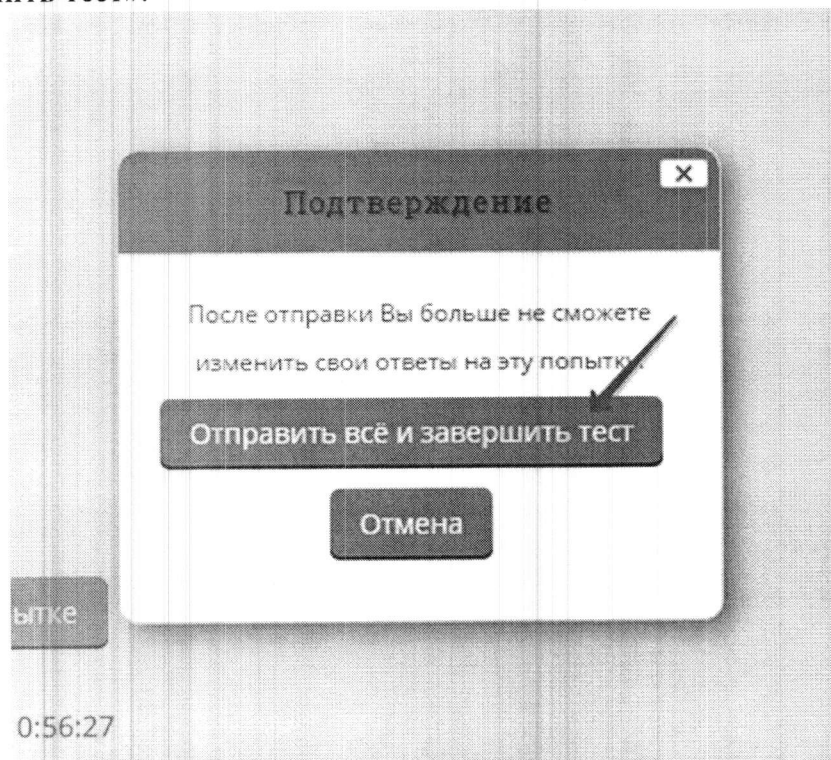 тест».
×
Подтверждение
После отправки Вы больше не сможете
изменить свои ответы на эту попытку.
Отправить всё и завершить тест
Отмена
ытке
0:56:27